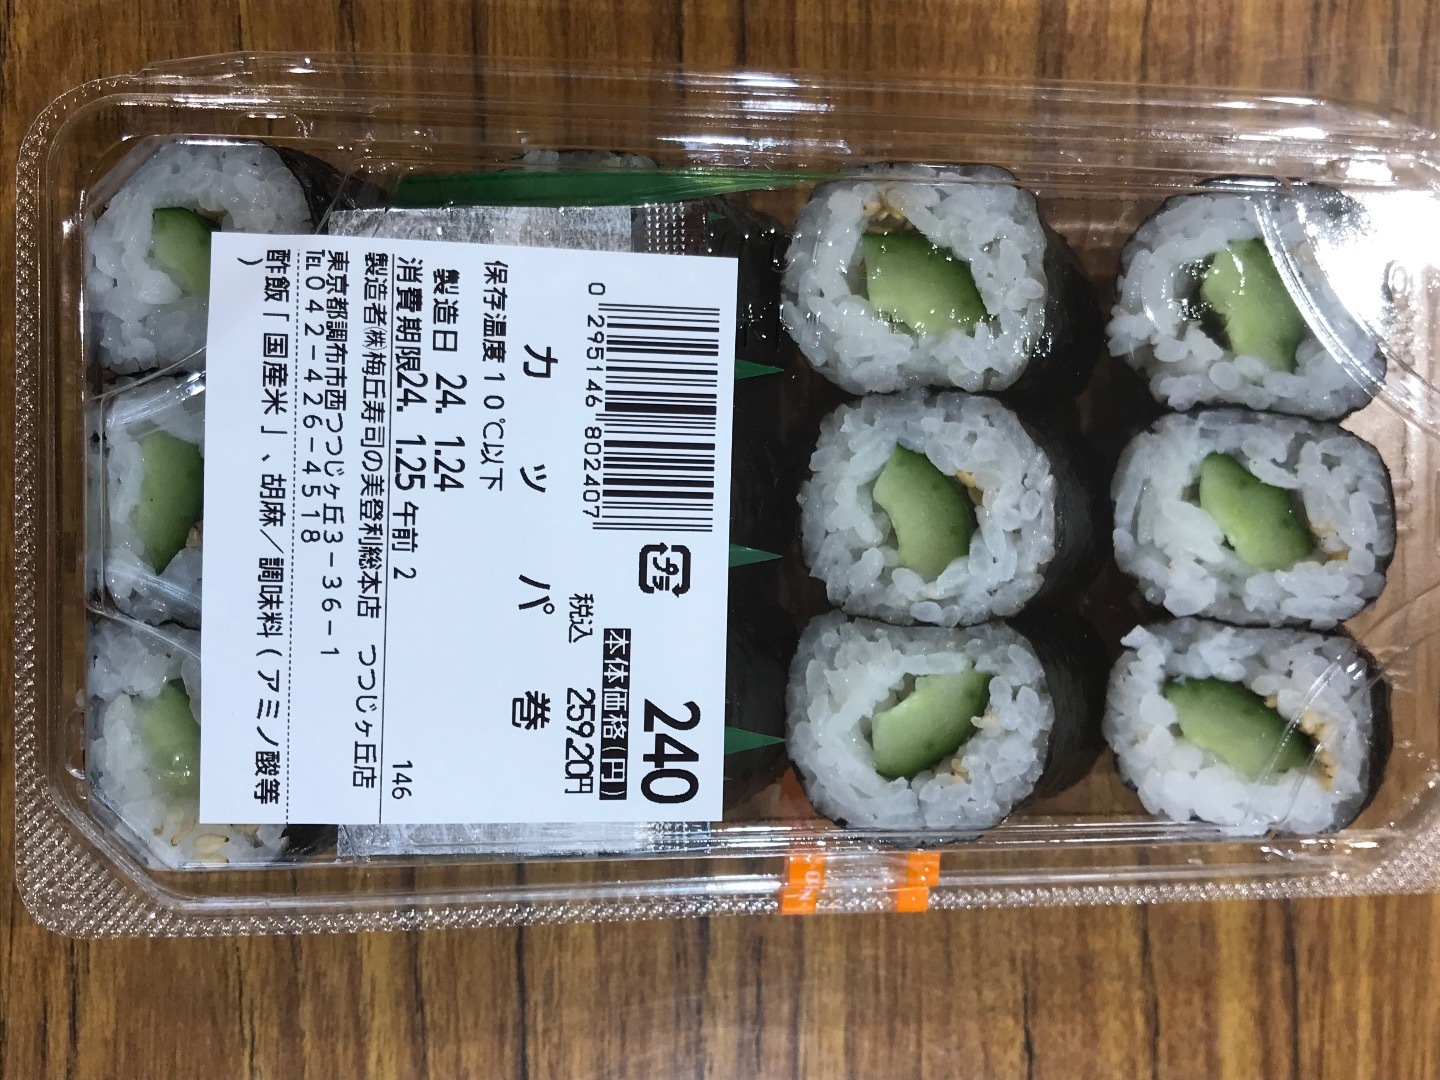 0 295146 802407
プラ
240
本体価格(円)
税込 259.20円
カッパ巻
保存温度10℃以下
製造日 24. 1.24
消費期限24. 1.25 午前 2
146
製造者㈱梅丘寿司の美登利総本店 つつじヶ丘店
東京都調布市西つつじヶ丘3-36-1
℡042-426-4518
酢飯「国産米」、胡麻／調味料(アミノ酸等
)